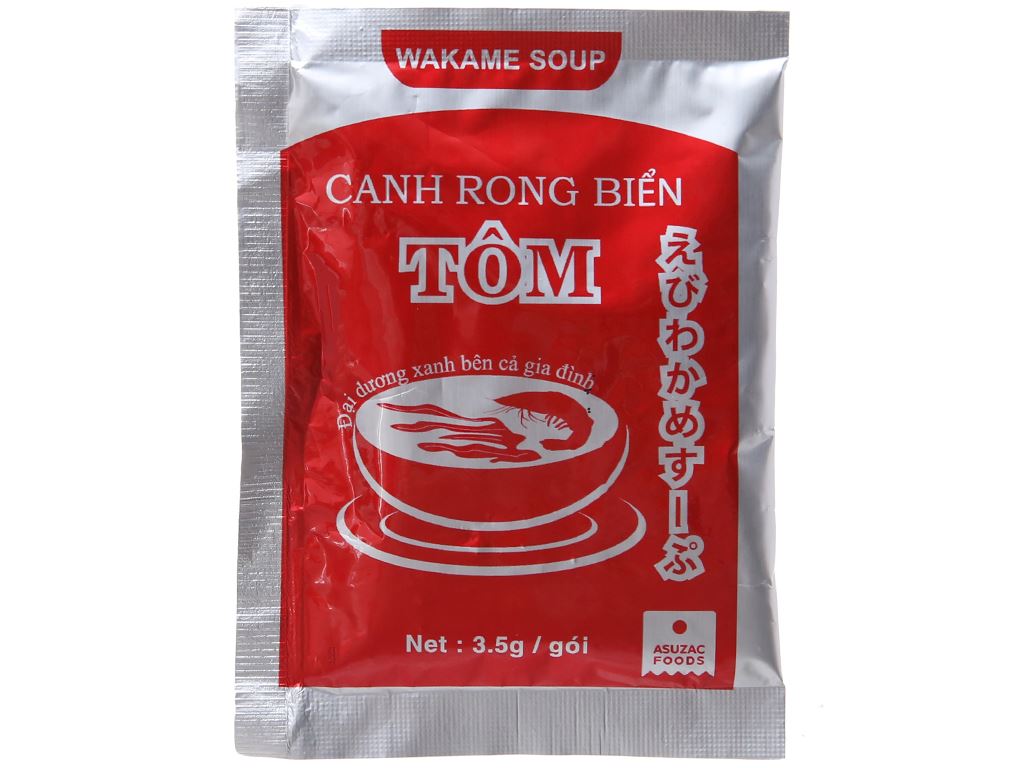 WAKAME SOUP
CANH RONG BIỂN
TÔM
えびわかめすーぷ
Đại dương xanh bên cả gia đình
Net : 3.5g / gói
ASUZAC
FOODS